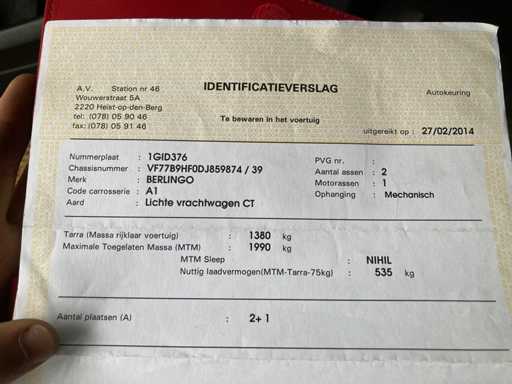 IDENTIFICATIEVERSLAG
A.V. Station nr 46
Wouwerstraat 5A
2220 Heist-op-den-Berg
tel: (078) 05 90 46
fax: (078) 05 91 46
Autokeuring
Te bewaren in het voertuig
uitgereikt op : 27/02/2014
Nummerplaat : 1GID376
Chassisnummer : VF77B9HF0DJ859874 / 39
Merk : BERLINGO
Code carrosserie : A1
Aard : Lichte vrachtwagen CT
PVG nr. :
Aantal assen : 2
Motorassen : 1
Ophanging : Mechanisch
Tarra (Massa rijklaar voertuig) : 1380 kg
Maximale Toegelaten Massa (MTM) : 1990 kg
MTM Sleep : NIHIL
Nuttig laadvermogen(MTM-Tarra-75kg) : 535 kg
Aantal plaatsen (A) : 2+ 1